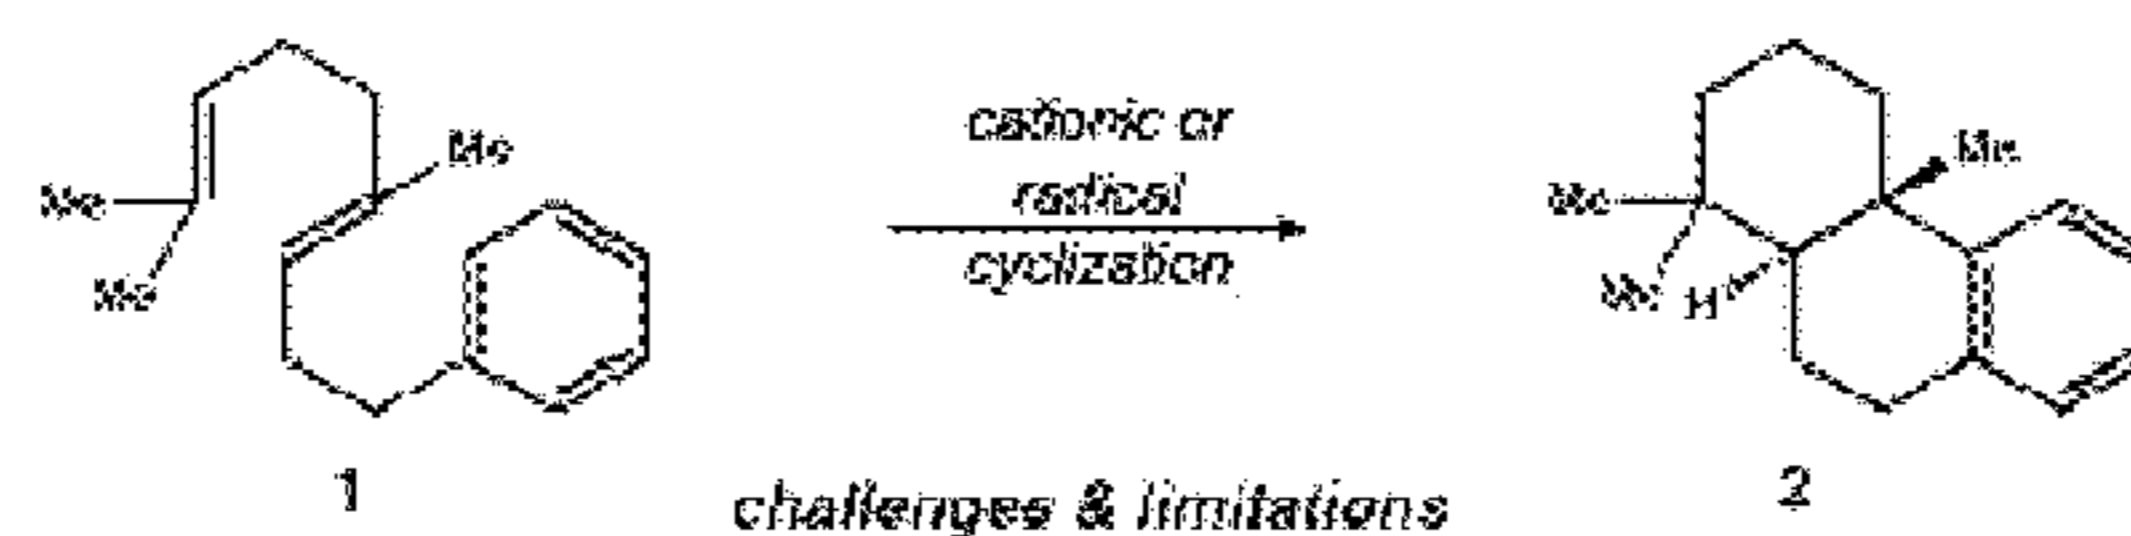 Me
Me
Me
1
cationic or
radical
cyclization
Me
Me
Me
H
2
challenges & limitations